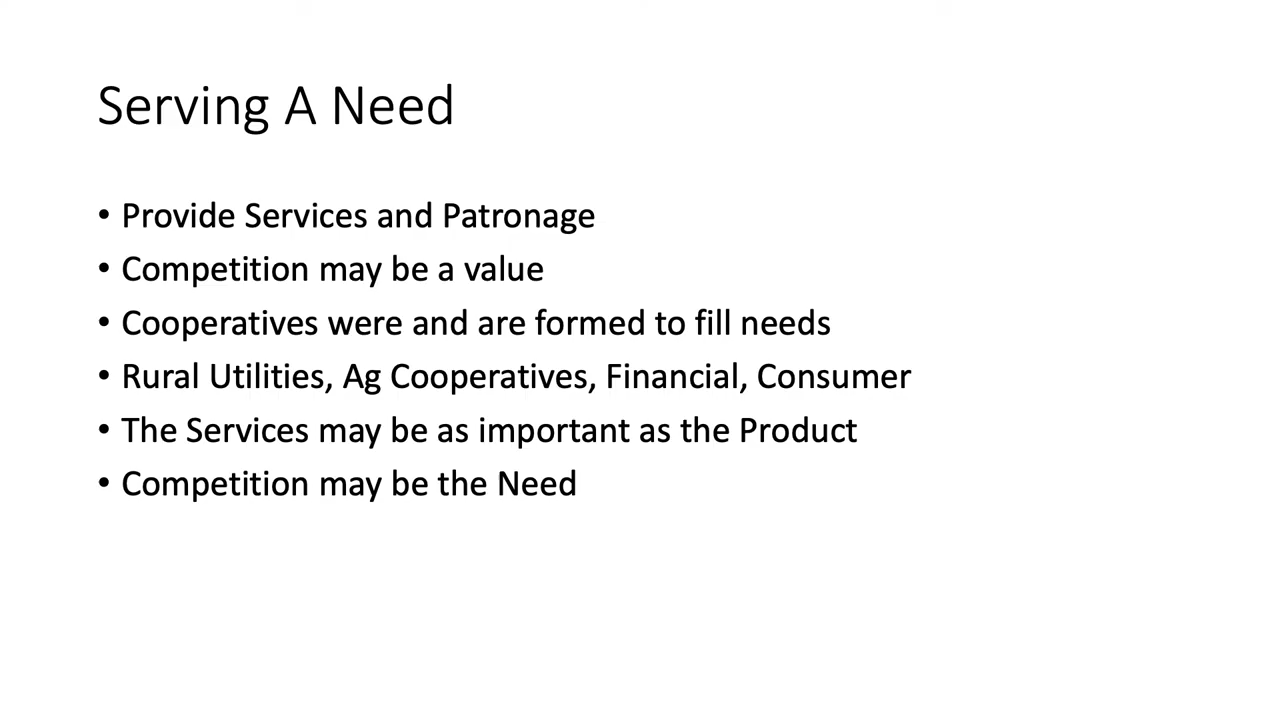 Serving A Need
• Provide Services and Patronage
• Competition may be a value
• Cooperatives were and are formed to fill needs
• Rural Utilities, Ag Cooperatives, Financial, Consumer
• The Services may be as important as the Product
• Competition may be the Need